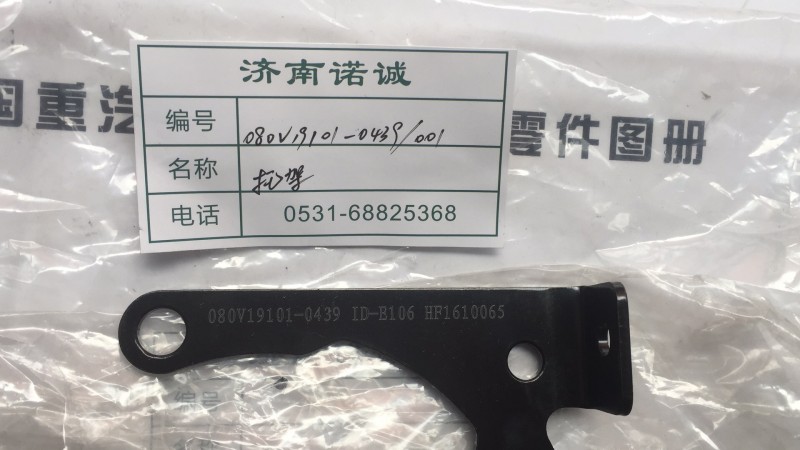 济南诺诚
国重汽
零件图册
编号 080V19101-0439/001
名称 托架
电话 0531-68825368
080V19101-0439 ID-B106 HF1610065
编号